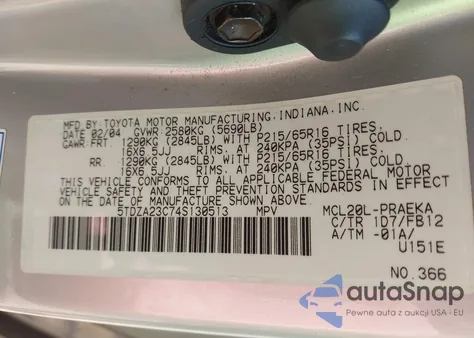 MFD. BY: TOYOTA MOTOR MANUFACTURING, INDIANA, INC.
DATE 02/04 GVWR: 2580KG (5690LB)
GAWR: FRT. 1290KG (2845LB) P215/65R16 TIRES.
16X6.5JJ RIMS. AT 240KPA (35PSI) COLD.
RR. 1290KG (2845LB) P215/65R16 TIRES.
16X6.5JJ RIMS. AT 240KPA (35PSI) COLD.
THIS VEHICLE CONFORMS TO ALL APPLICABLE FEDERAL MOTOR
VEHICLE SAFETY AND THEFT PREVENTION STANDARDS IN EFFECT
ON THE DATE OF MANUFACTURE SHOWN ABOVE.
5TDZA23C74S130513 MPV MCL20L-PRAEKA
C/TR 1D7/FB12
A/TM -01A/
U151E
NO.366
autoSnap
Pewne auta z aukcji USA - EU